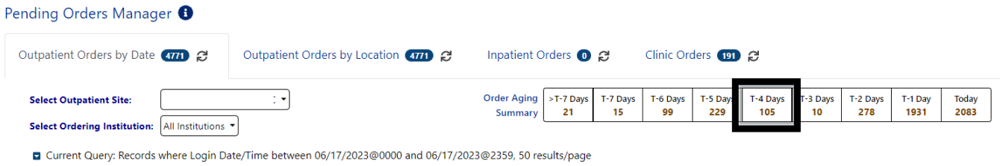 Pending Orders Manager
Outpatient Orders by Date 4771 Outpatient Orders by Location 4771 Inpatient Orders 0 Clinic Orders 191
Select Outpatient Site:
Select Ordering Institution: All Institutions
Order Aging Summary
>T-7 Days T-7 Days T-6 Days T-5 Days T-4 Days T-3 Days T-2 Days T-1 Day Today
21 15 99 229 105 10 278 1931 2083
Current Query: Records where Login Date/Time between 06/17/2023@0000 and 06/17/2023@2359, 50 results/page